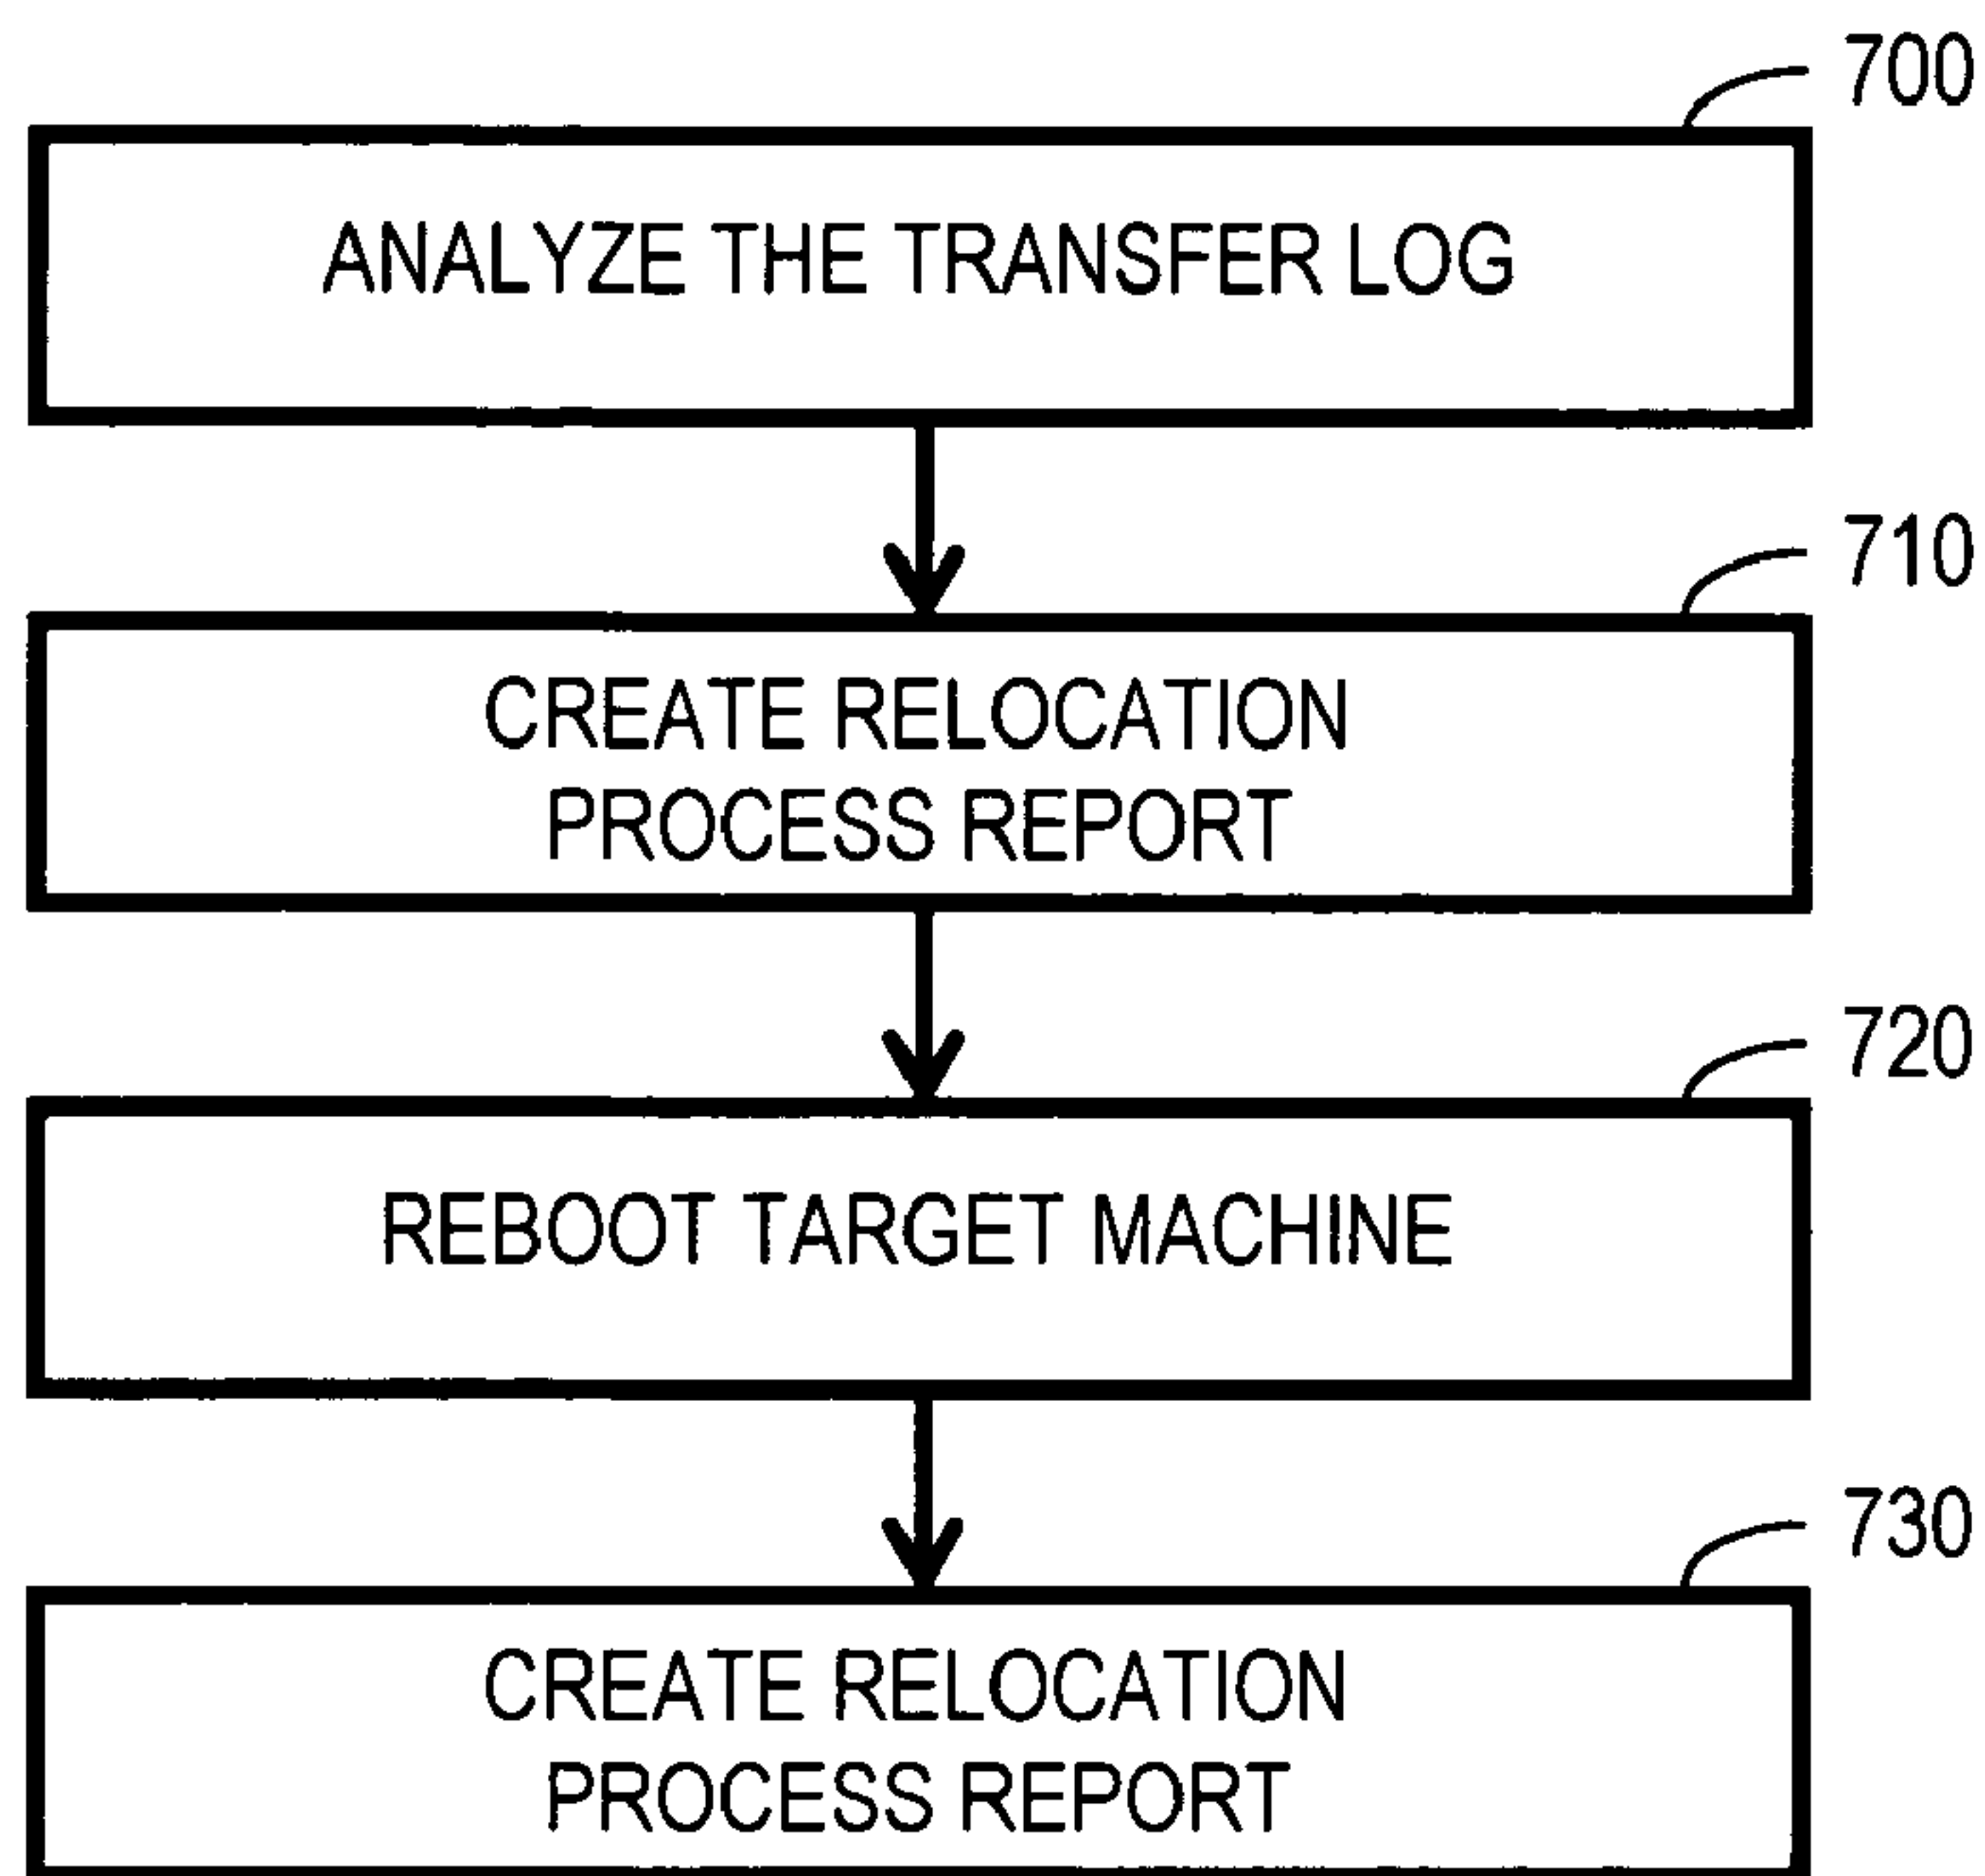 700
ANALYZE THE TRANSFER LOG
710
CREATE RELOCATION
PROCESS REPORT
720
REBOOT TARGET MACHINE
730
CREATE RELOCATION
PROCESS REPORT